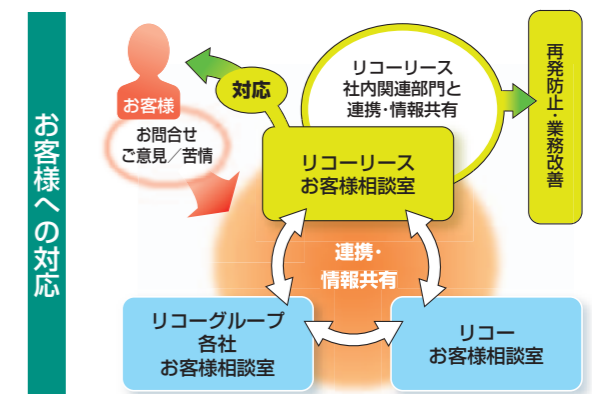 お客様への対応
お客様
お問合せ
ご意見／苦情
対応
リコーリース
社内関連部門と
連携・情報共有
再発防止・業務改善
リコーリース
お客様相談室
連携・
情報共有
リコーグループ
各社
お客様相談室
リコー
お客様相談室